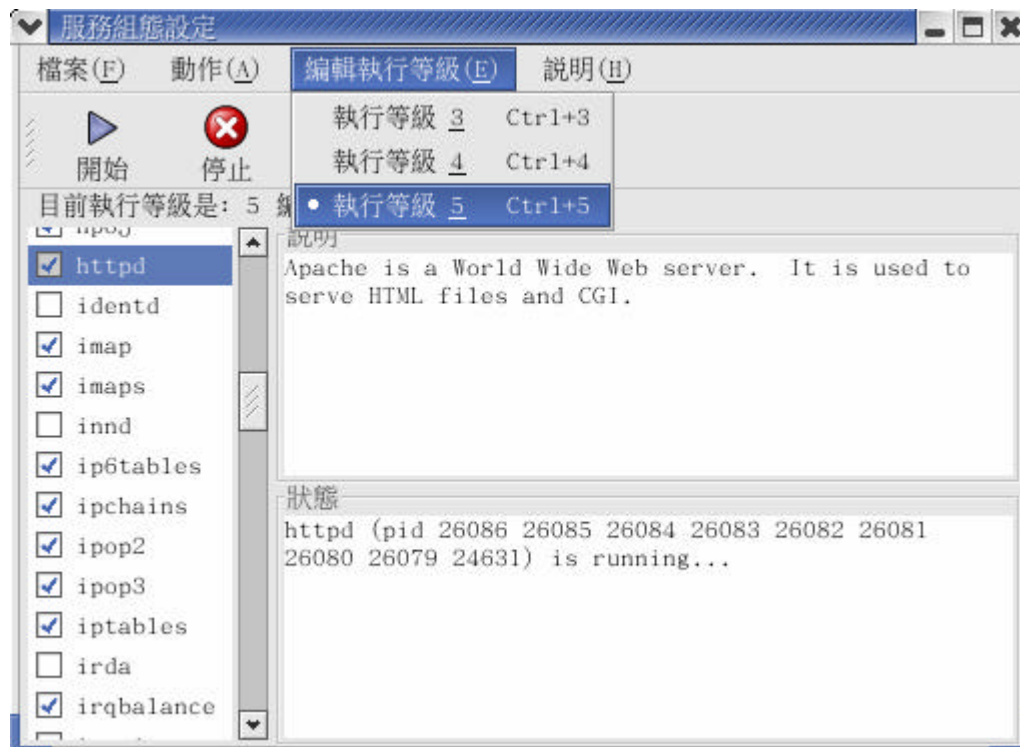 服務組態設定
檔案(F) 動作(A) 編輯執行等級(E) 説明(H)
執行等級 3 Ctrl+3
執行等級 4 Ctrl+4
執行等級 5 Ctrl+5
開始 停止
目前執行等級是: 5
httpd
identd
imap
imaps
innd
ip6tables
ipchains
ipop2
ipop3
iptables
irda
irqbalance
説明
Apache is a World Wide Web server. It is used to
serve HTML files and CGI.
狀態
httpd (pid 26086 26085 26084 26083 26082 26081
26080 26079 24631) is running...